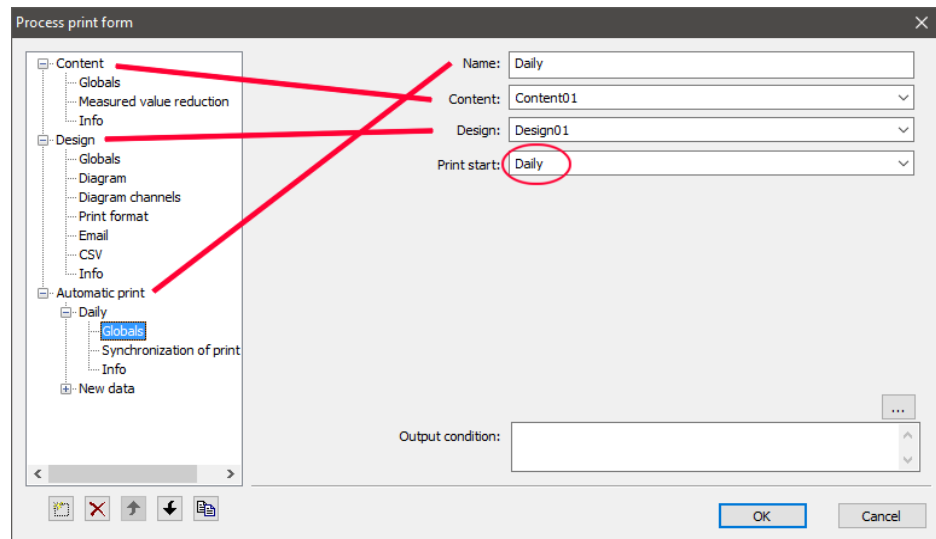 Process print form
Content
Globals
Measured value reduction
Info
Design
Globals
Diagram
Diagram channels
Print format
Email
CSV
Info
Automatic print
Daily
Globals
Synchronization of print
Info
New data
Name: Daily
Content: Content01
Design: Design01
Print start: Daily
...
Output condition:
OK Cancel